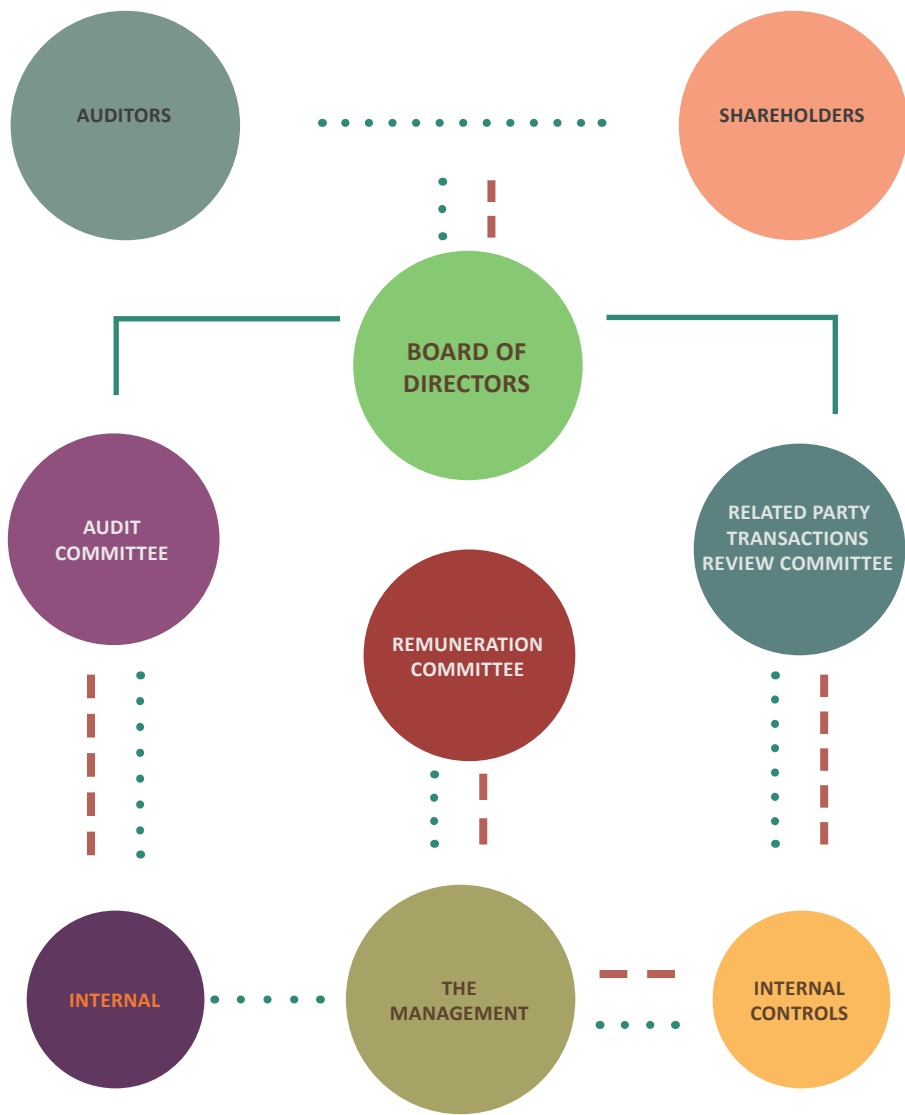 AUDITORS
SHAREHOLDERS
BOARD OF
DIRECTORS
AUDIT
COMMITTEE
RELATED PARTY
TRANSACTIONS
REVIEW COMMITTEE
REMUNERATION
COMMITTEE
INTERNAL
THE
MANAGEMENT
INTERNAL
CONTROLS